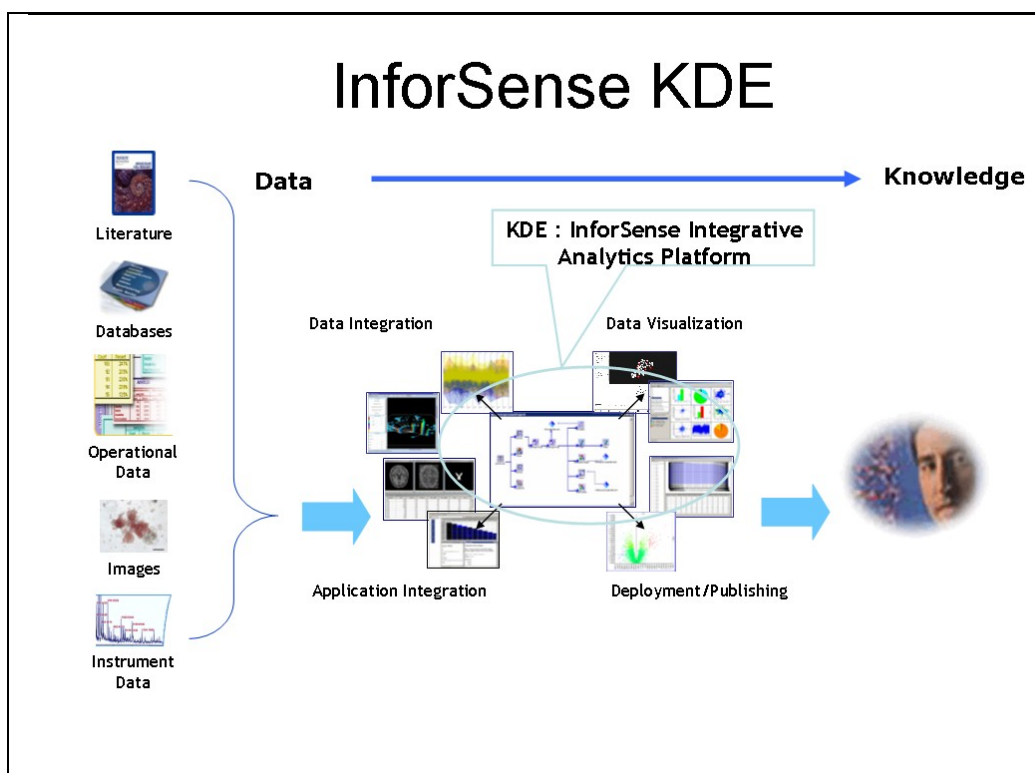 InforSense KDE
Data
Knowledge
KDE : InforSense Integrative
Analytics Platform
Literature
Databases
Operational
Data
Images
Instrument
Data
Data Integration
Data Visualization
Application Integration
Deployment/Publishing